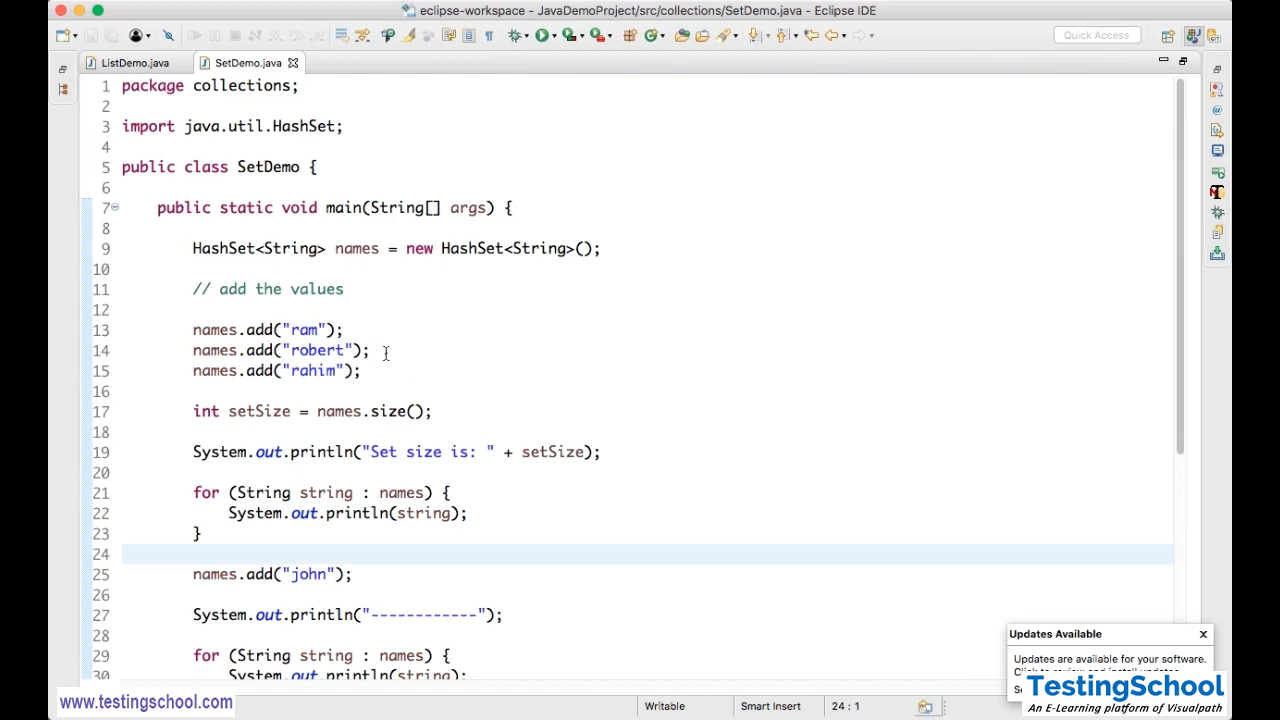 eclipse-workspace - JavaDemoProject/src/collections/SetDemo.java - Eclipse IDE
Quick Access
ListDemo.java
SetDemo.java
1 package collections;
2
3 import java.util.HashSet;
4
5 public class SetDemo {
6
7 public static void main(String[] args) {
8
9 HashSet<String> names = new HashSet<String>();
10
11 // add the values
12
13 names.add("ram");
14 names.add("robert");
15 names.add("rahim");
16
17 int setSize = names.size();
18
19 System.out.println("Set size is: " + setSize);
20
21 for (String string : names) {
22 System.out.println(string);
23 }
24
25 names.add("john");
26
27 System.out.println("------------");
28
29 for (String string : names) {
30 System.out.println(string);
Updates Available
Updates are available for your software.
TestingSchool
An E-Learning platform of Visualpath
www.testingschool.com
Writable
Smart Insert
24 : 1